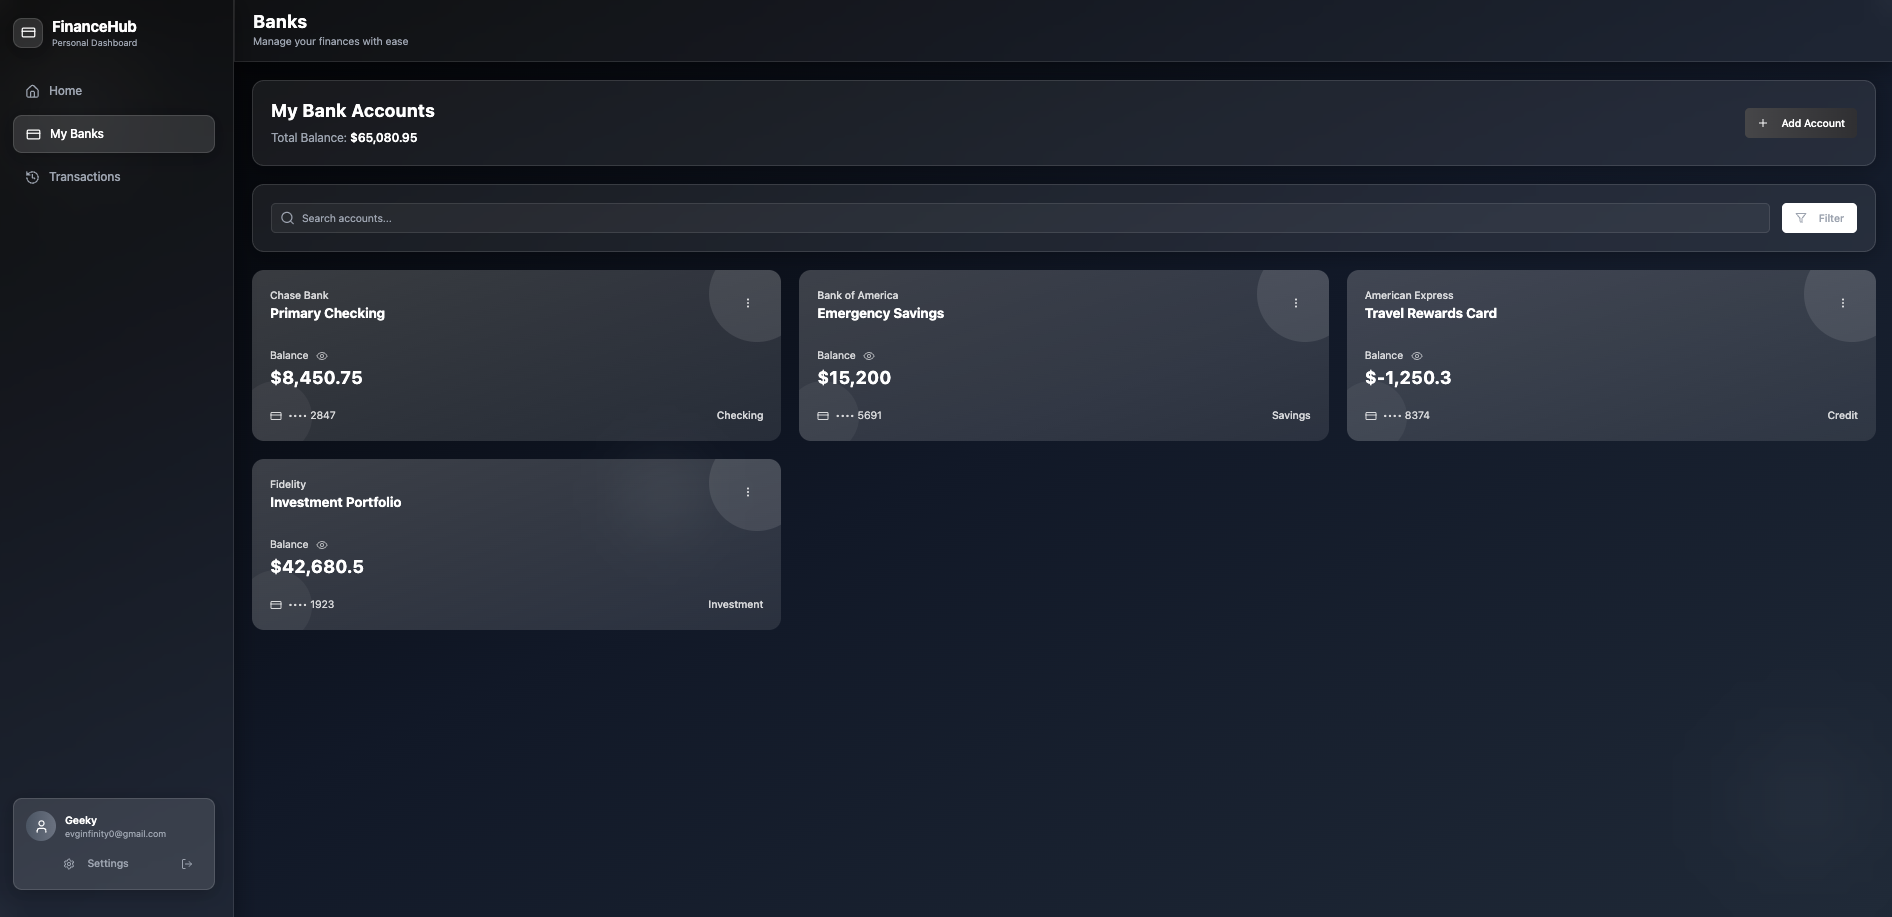 FinanceHub
Personal Dashboard
Home
My Banks
Transactions
Geeky
evginfinity0@gmail.com
Settings
Banks
Manage your finances with ease
My Bank Accounts
Total Balance: $65,080.95
+ Add Account
Search accounts...
Filter
Chase Bank
Primary Checking
Balance
$8,450.75
•••• 2847
Checking
Bank of America
Emergency Savings
Balance
$15,200
•••• 5691
Savings
American Express
Travel Rewards Card
Balance
$-1,250.3
•••• 8374
Credit
Fidelity
Investment Portfolio
Balance
$42,680.5
•••• 1923
Investment